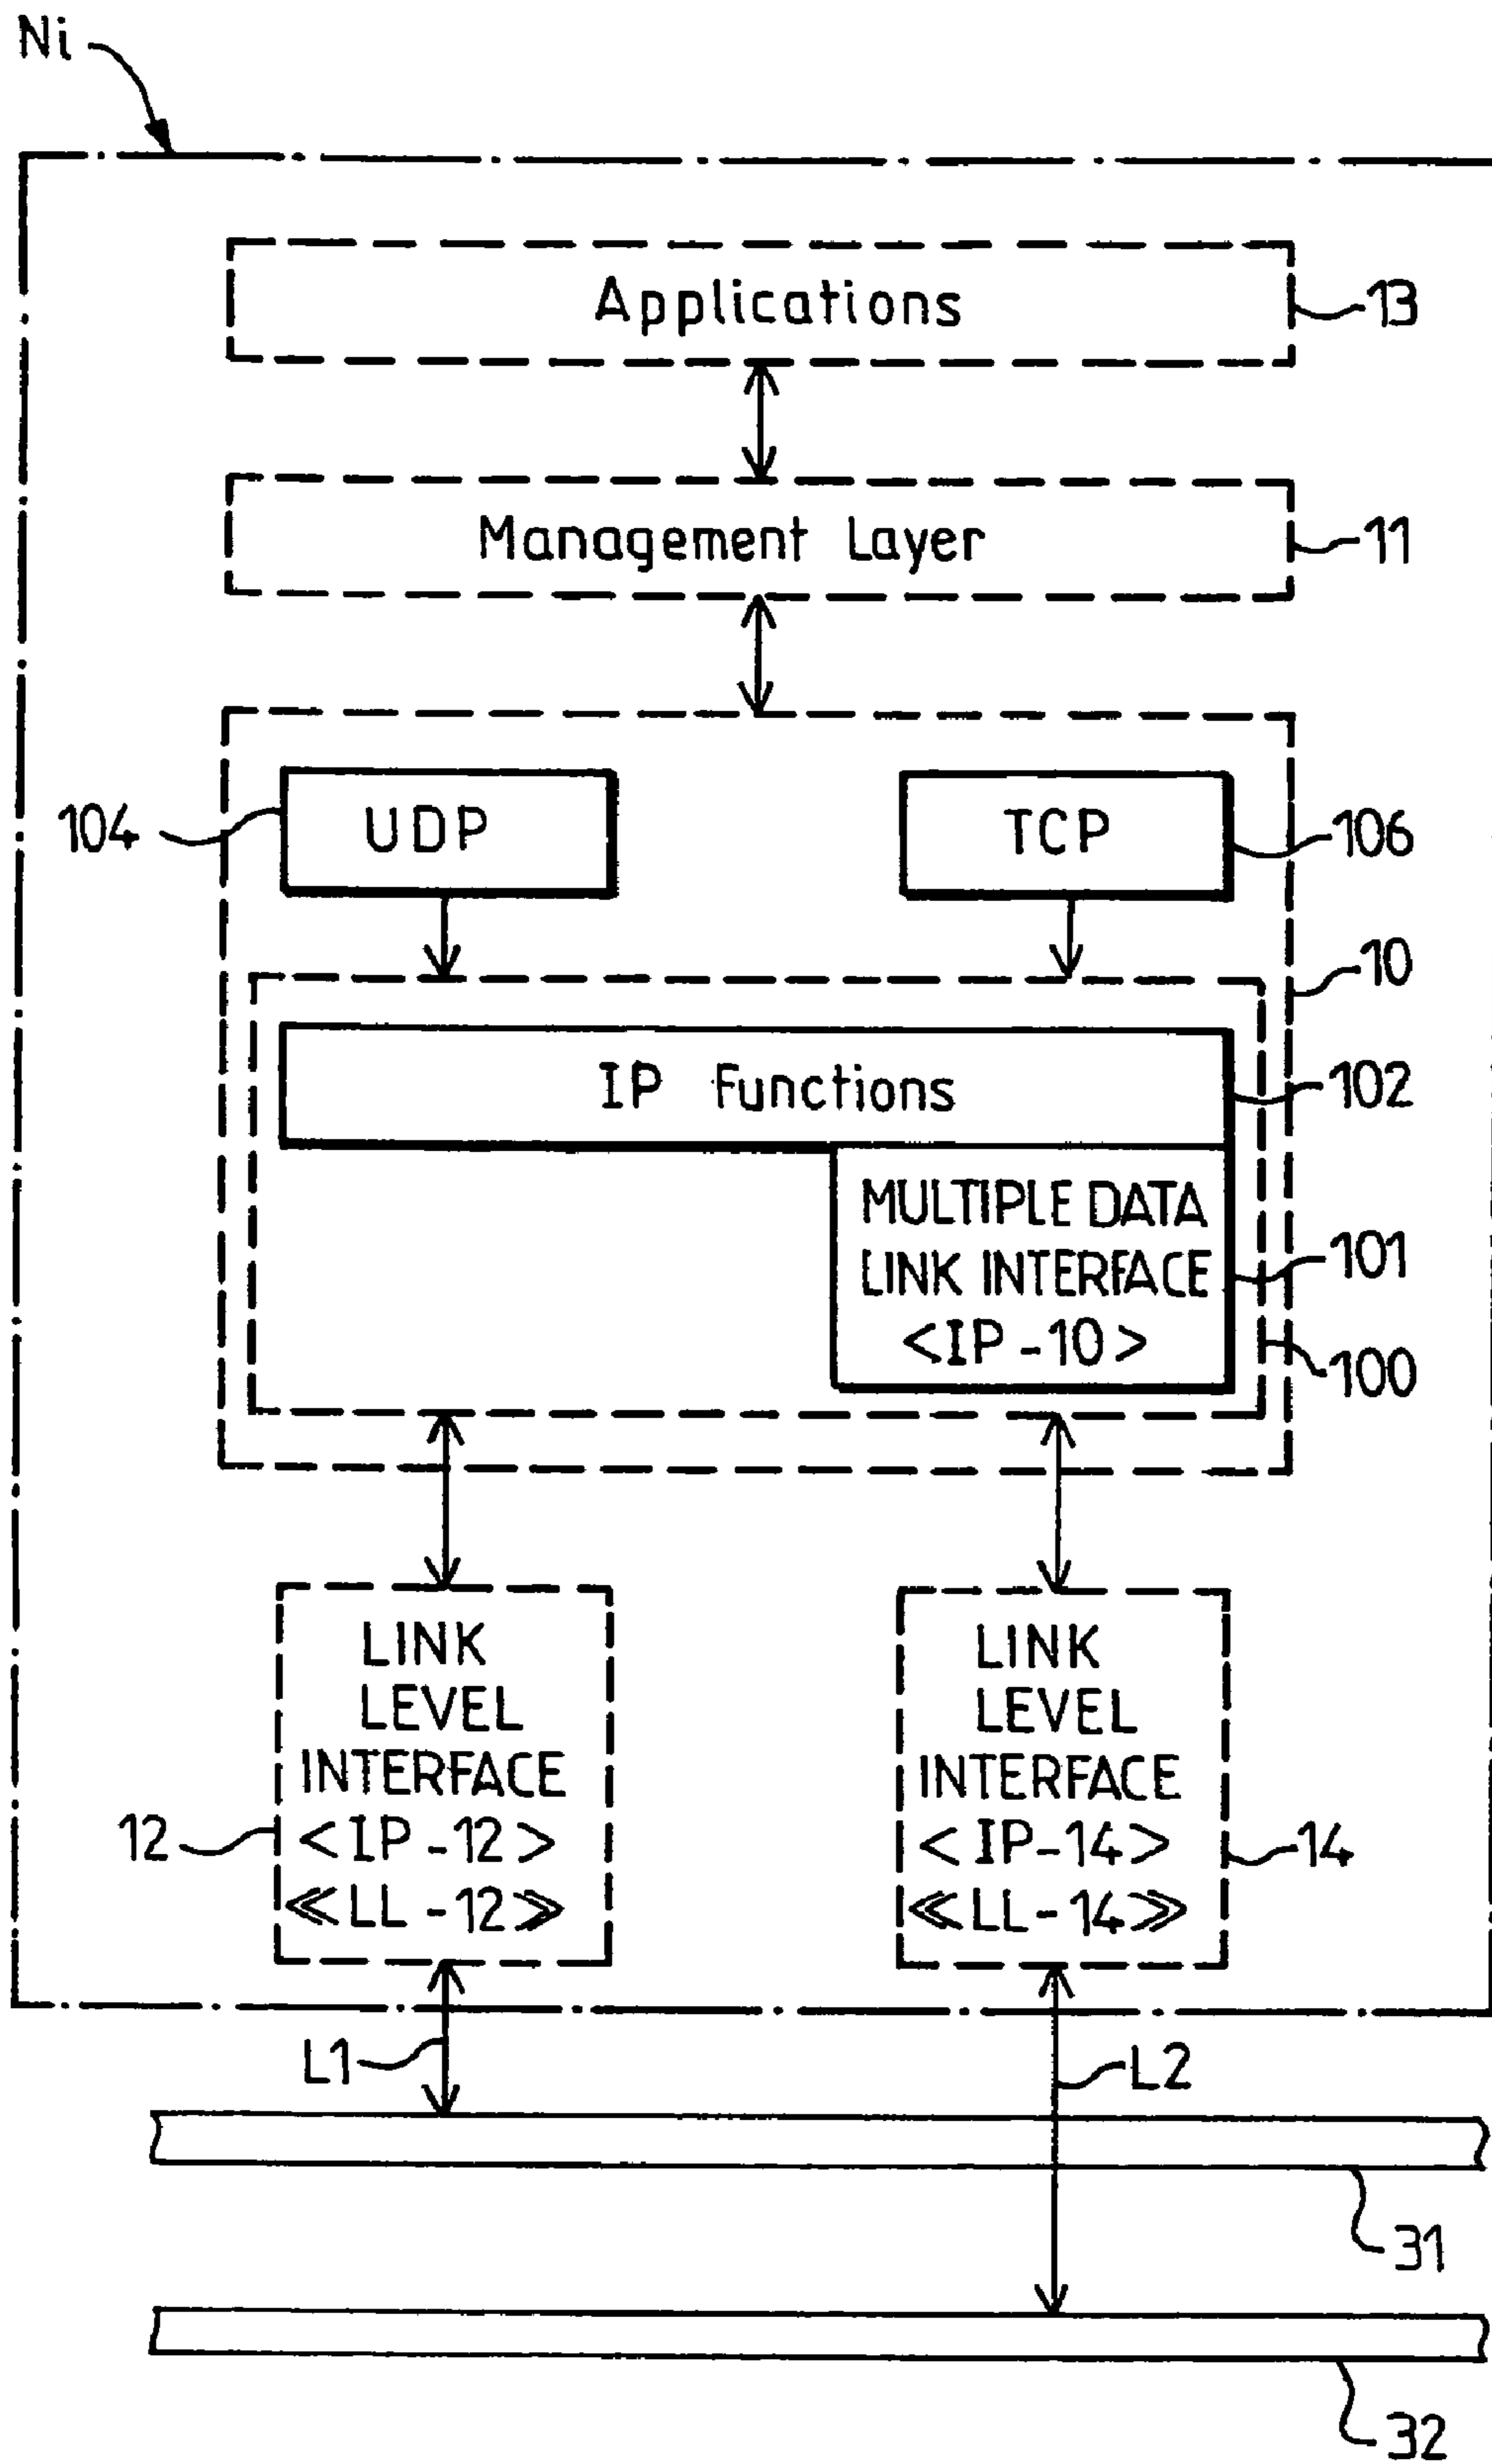 Ni
Applications
13
Management Layer
11
UDP
TCP
104
106
10
IP Functions
102
MULTIPLE DATA
LINK INTERFACE
<IP-10>
101
100
LINK
LEVEL
INTERFACE
<IP-12>
≪LL-12≫
12
LINK
LEVEL
INTERFACE
<IP-14>
≪LL-14≫
14
L1
L2
31
32